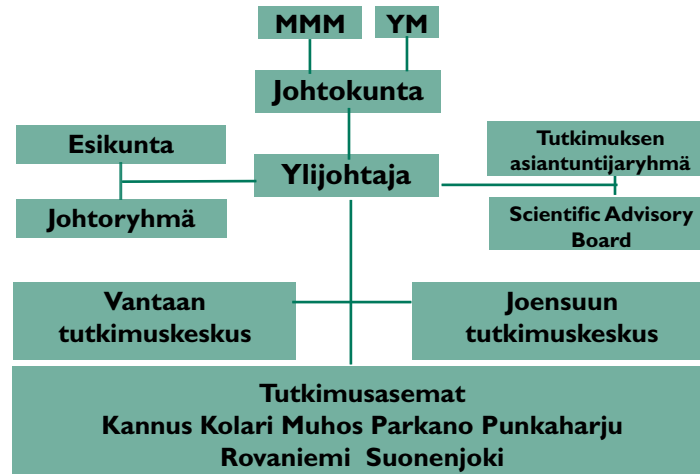 MMM YM
Johtokunta
Esikunta
Ylijohtaja
Johtoryhmä
Tutkimuksen
asiantuntijaryhmä
Scientific Advisory
Board
Vantaan
tutkimuskeskus
Joensuun
tutkimuskeskus
Tutkimusasemat
Kannus Kolari Muhos Parkano Punkaharju
Rovaniemi Suonenjoki